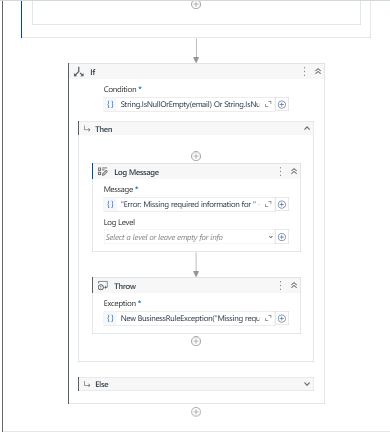 If
Condition *
String.IsNullOrEmpty(email) Or String.IsNu
Then
Log Message
Message *
"Error: Missing required information for "
Log Level
Select a level or leave empty for info
Throw
Exception *
New BusinessRuleException("Missing requ
Else